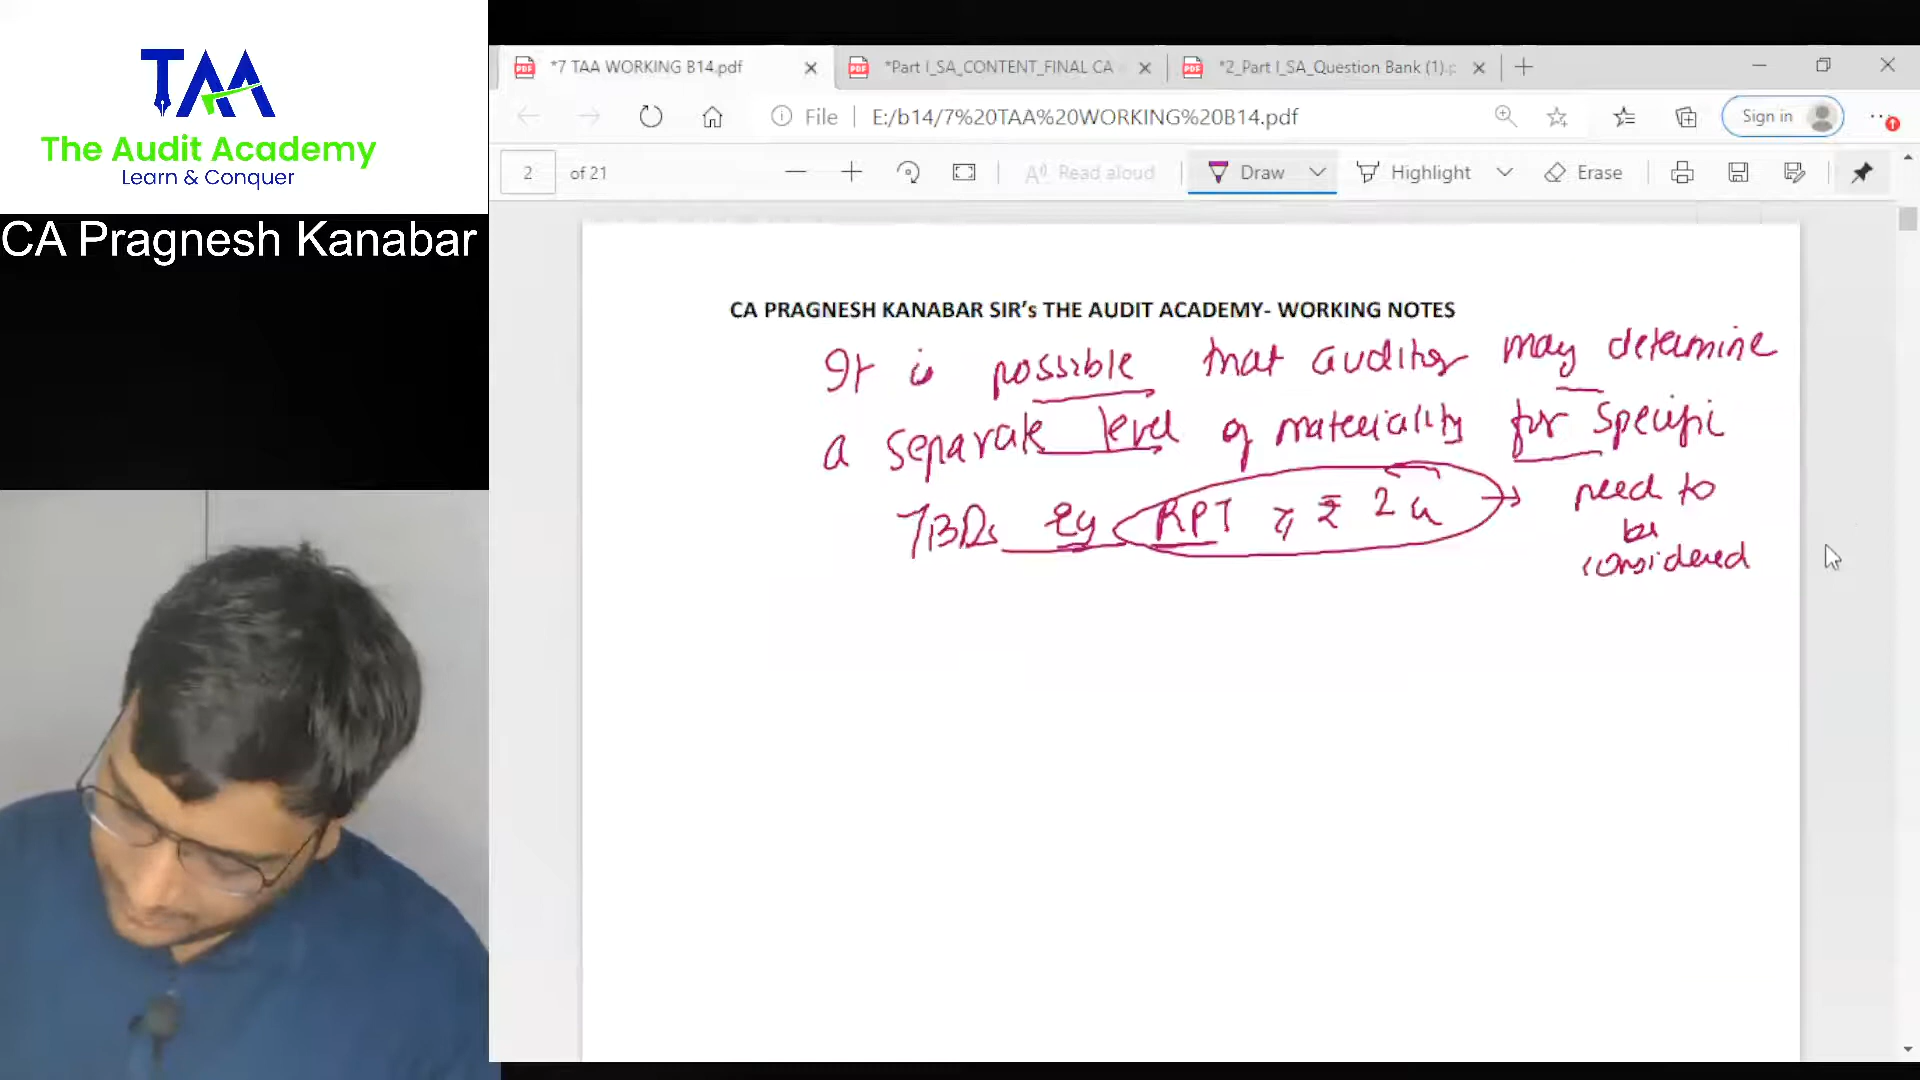 TAA
The Audit Academy
Learn & Conquer
CA Pragnesh Kanabar
*7 TAA WORKING B14.pdf
*Part I_SA_CONTENT_FINAL CA
*2_Part I_SA_Question Bank (1).p
File E:/b14/7%20TAA%20WORKING%20B14.pdf
Sign in
2 of 21
Read aloud
Draw
Highlight
Erase
CA PRAGNESH KANABAR SIR's THE AUDIT ACADEMY- WORKING NOTES
It is possible that auditor may determine
a separate level of materiality for specific
TBDs eg RPT ≥ ₹ 2 → need to
be
considered